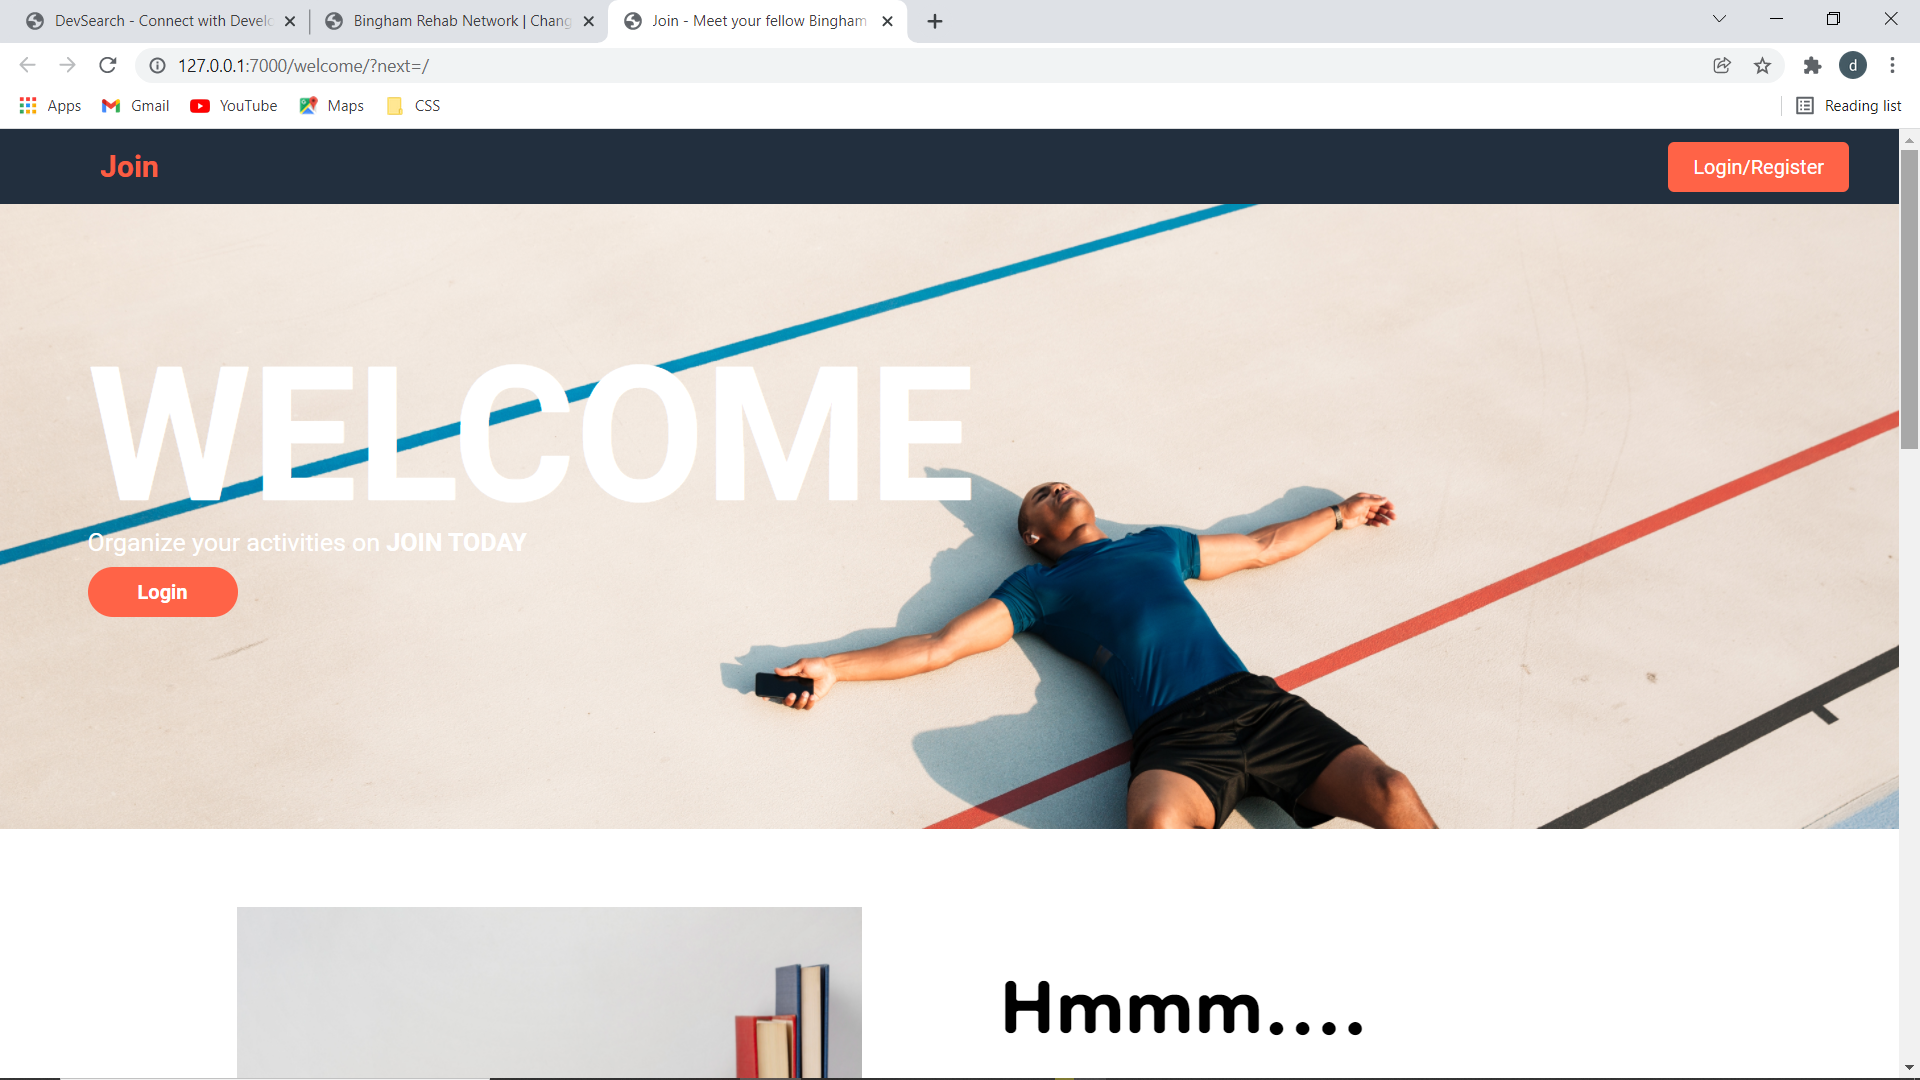 DevSearch - Connect with Develo
Bingham Rehab Network | Chang
Join - Meet your fellow Bingham
127.0.0.1:7000/welcome/?next=/
d
Apps
Gmail
YouTube
Maps
CSS
Reading list
Join
Login/Register
WELCOME
Organize your activities on JOIN TODAY
Login
Hmmm....